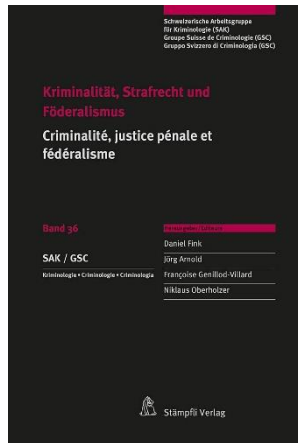 Schweizerische Arbeitsgruppe
für Kriminologie (SAK)
Groupe Suisse de Criminologie (GSC)
Gruppo Svizzero di Criminologia (GSC)
Kriminalität, Strafrecht und
Föderalismus
Criminalité, justice pénale et
fédéralisme
Band 36
Herausgeber/Editeurs
Daniel Fink
SAK / GSC
Jörg Arnold
Kriminologie • Criminologie • Criminologia
Françoise Genillod-Villard
Niklaus Oberholzer
Stämpfli Verlag